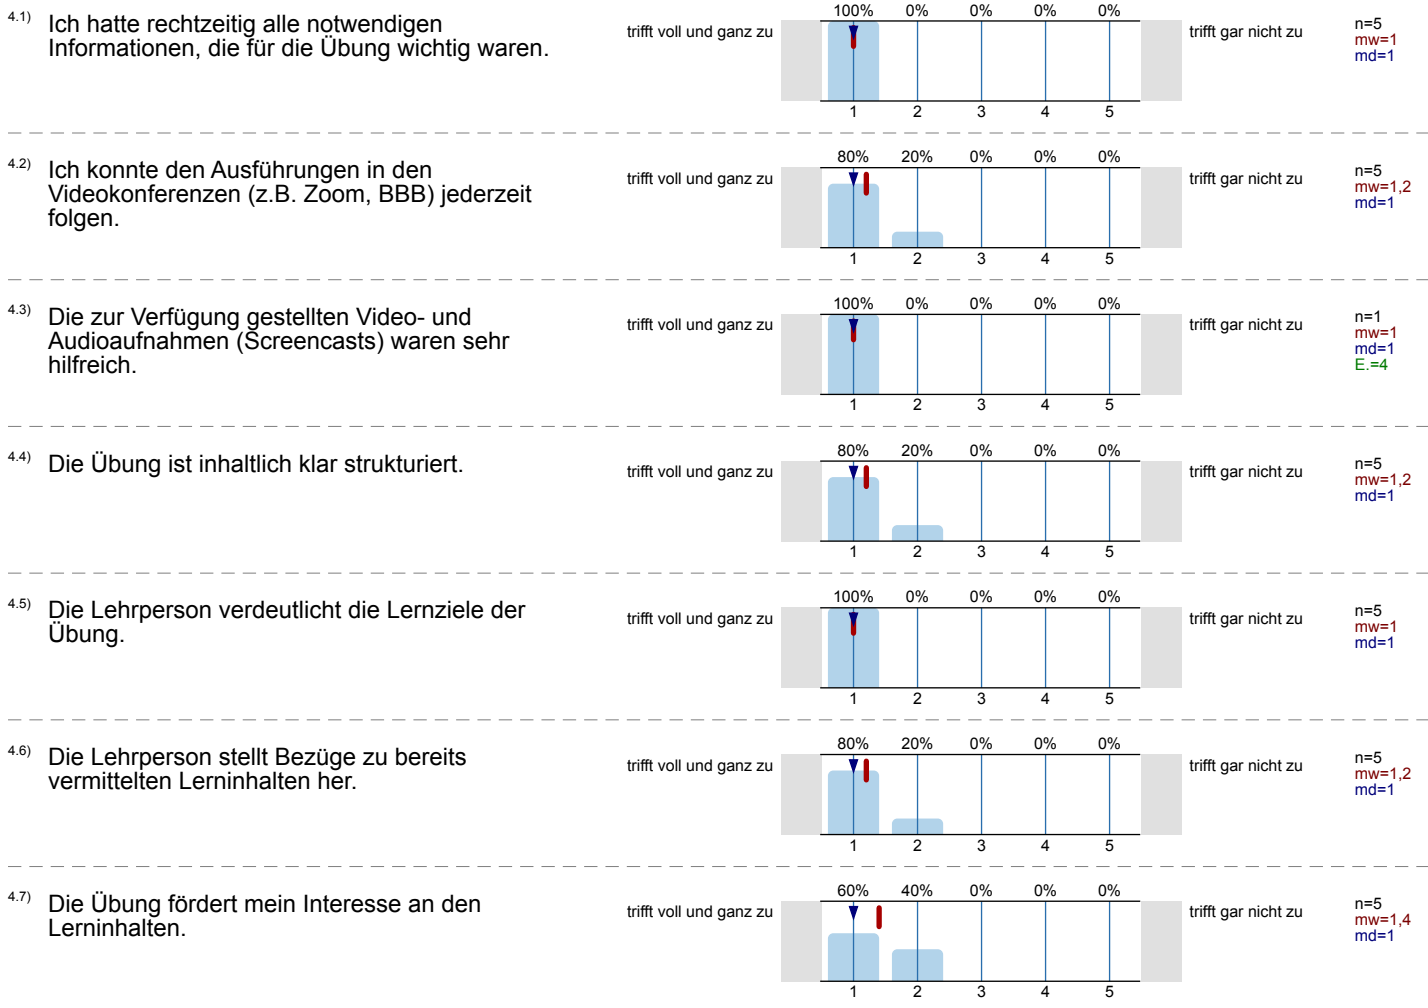 4.1) Ich hatte rechtzeitig alle notwendigen
Informationen, die für die Übung wichtig waren.
trifft voll und ganz zu
100% 0% 0% 0% 0%
1 2 3 4 5
trifft gar nicht zu
n=5
mw=1
md=1
4.2) Ich konnte den Ausführungen in den
Videokonferenzen (z.B. Zoom, BBB) jederzeit
folgen.
trifft voll und ganz zu
80% 20% 0% 0% 0%
1 2 3 4 5
trifft gar nicht zu
n=5
mw=1,2
md=1
4.3) Die zur Verfügung gestellten Video- und
Audioaufnahmen (Screencasts) waren sehr
hilfreich.
trifft voll und ganz zu
100% 0% 0% 0% 0%
1 2 3 4 5
trifft gar nicht zu
n=1
mw=1
md=1
E.=4
4.4) Die Übung ist inhaltlich klar strukturiert.
trifft voll und ganz zu
80% 20% 0% 0% 0%
1 2 3 4 5
trifft gar nicht zu
n=5
mw=1,2
md=1
4.5) Die Lehrperson verdeutlicht die Lernziele der
Übung.
trifft voll und ganz zu
100% 0% 0% 0% 0%
1 2 3 4 5
trifft gar nicht zu
n=5
mw=1
md=1
4.6) Die Lehrperson stellt Bezüge zu bereits
vermittelten Lerninhalten her.
trifft voll und ganz zu
80% 20% 0% 0% 0%
1 2 3 4 5
trifft gar nicht zu
n=5
mw=1,2
md=1
4.7) Die Übung fördert mein Interesse an den
Lerninhalten.
trifft voll und ganz zu
60% 40% 0% 0% 0%
1 2 3 4 5
trifft gar nicht zu
n=5
mw=1,4
md=1